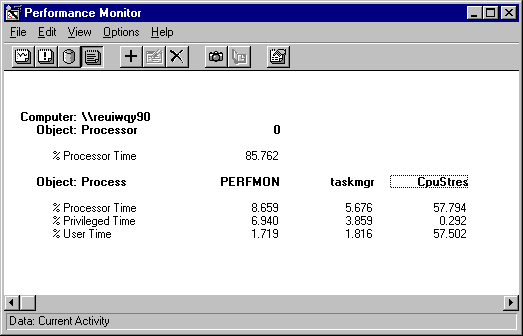 Performance Monitor
File Edit View Options Help
Computer: \\reuiwqy90
Object: Processor 0
% Processor Time 85.762
Object: Process PERFMON taskmgr CpuStres
% Processor Time 8.659 5.676 57.794
% Privileged Time 6.940 3.859 0.292
% User Time 1.719 1.816 57.502
Data: Current Activity